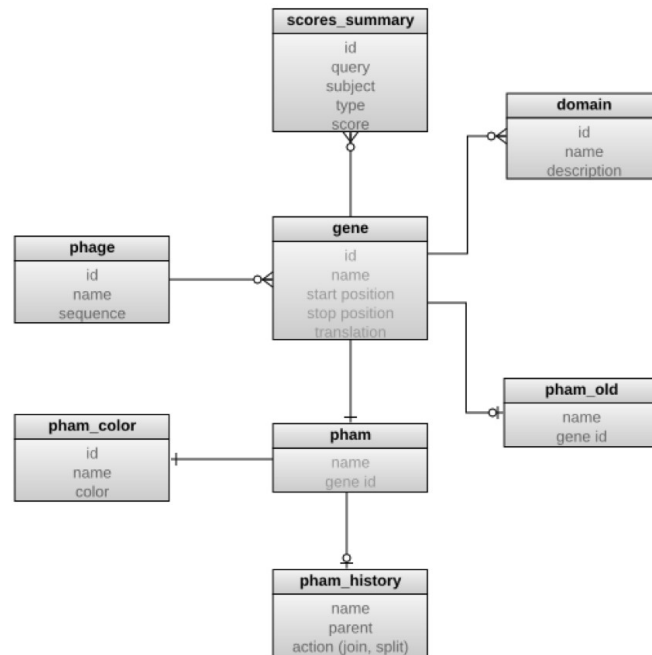 scores_summary
id
query
subject
type
score
domain
id
name
description
gene
id
name
start position
stop position
translation
phage
id
name
sequence
pham_old
name
gene id
pham_color
id
name
color
pham
name
gene id
pham_history
name
parent
action (join, split)